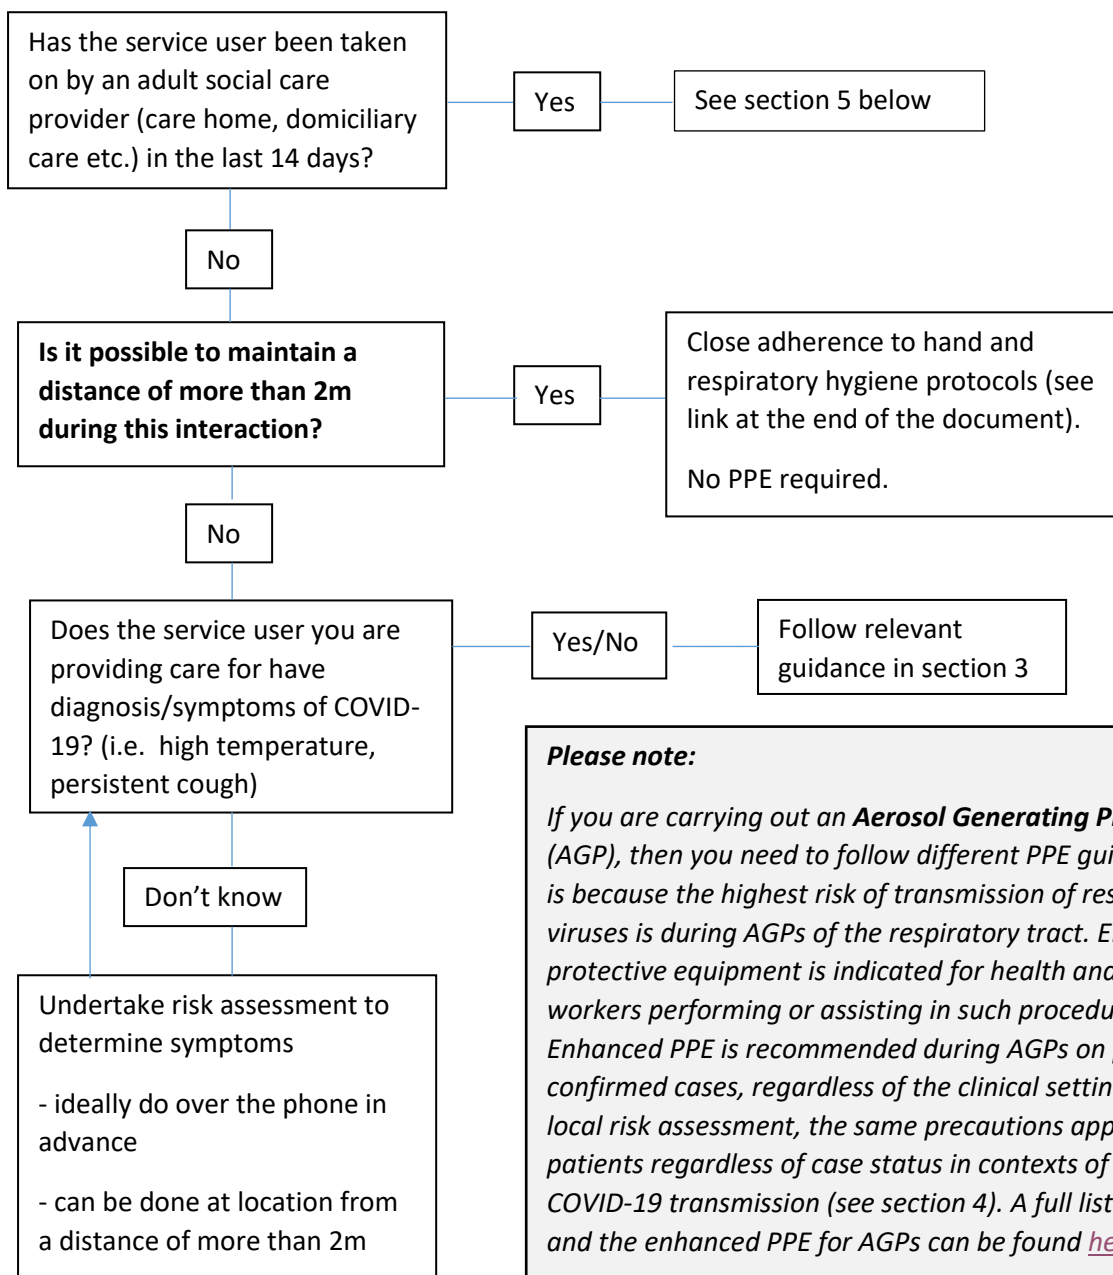 Has the service user been taken
on by an adult social care
provider (care home, domiciliary
care etc.) in the last 14 days?
Yes
See section 5 below
No
Is it possible to maintain a
distance of more than 2m
during this interaction?
Yes
Close adherence to hand and
respiratory hygiene protocols (see
link at the end of the document).
No PPE required.
No
Does the service user you are
providing care for have
diagnosis/symptoms of COVID-
19? (i.e.  high temperature,
persistent cough)
Yes/No
Follow relevant
guidance in section 3
Don’t know
Undertake risk assessment to
determine symptoms
- ideally do over the phone in
advance
- can be done at location from
a distance of more than 2m
Please note:
If you are carrying out an Aerosol Generating
(AGP), then you need to follow different PPE
is because the highest risk of transmission of
viruses is during AGPs of the respiratory tract.
protective equipment is indicated for health and
workers performing or assisting in such
Enhanced PPE is recommended during AGPs on
confirmed cases, regardless of the clinical
local risk assessment, the same precautions
patients regardless of case status in contexts of
COVID-19 transmission (see section 4). A full list
and the enhanced PPE for AGPs can be found